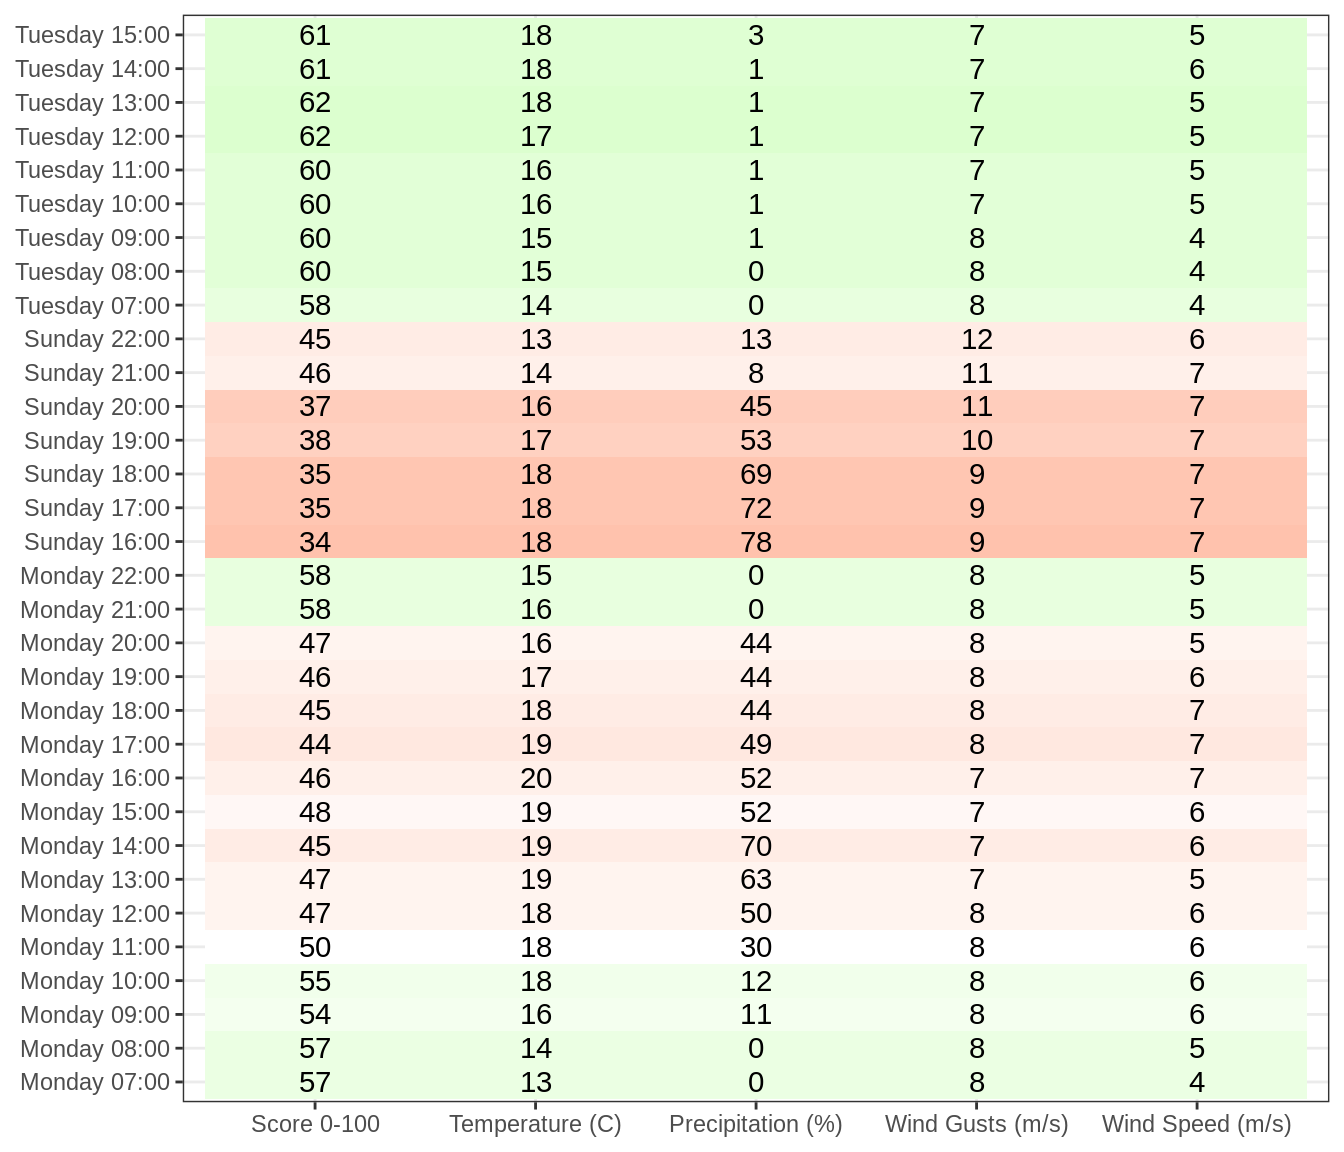 Tuesday 15:00 61 18 3 7 5
Tuesday 14:00 61 18 1 7 6
Tuesday 13:00 62 18 1 7 5
Tuesday 12:00 62 17 1 7 5
Tuesday 11:00 60 16 1 7 5
Tuesday 10:00 60 16 1 7 5
Tuesday 09:00 60 15 1 8 4
Tuesday 08:00 60 15 0 8 4
Tuesday 07:00 58 14 0 8 4
Sunday 22:00 45 13 13 12 6
Sunday 21:00 46 14 8 11 7
Sunday 20:00 37 16 45 11 7
Sunday 19:00 38 17 53 10 7
Sunday 18:00 35 18 69 9 7
Sunday 17:00 35 18 72 9 7
Sunday 16:00 34 18 78 9 7
Monday 22:00 58 15 0 8 5
Monday 21:00 58 16 0 8 5
Monday 20:00 47 16 44 8 5
Monday 19:00 46 17 44 8 6
Monday 18:00 45 18 44 8 7
Monday 17:00 44 19 49 8 7
Monday 16:00 46 20 52 7 7
Monday 15:00 48 19 52 7 6
Monday 14:00 45 19 70 7 6
Monday 13:00 47 19 63 7 5
Monday 12:00 47 18 50 8 6
Monday 11:00 50 18 30 8 6
Monday 10:00 55 18 12 8 6
Monday 09:00 54 16 11 8 6
Monday 08:00 57 14 0 8 5
Monday 07:00 57 13 0 8 4
Score 0-100 Temperature (C) Precipitation (%) Wind Gusts (m/s) Wind Speed (m/s)